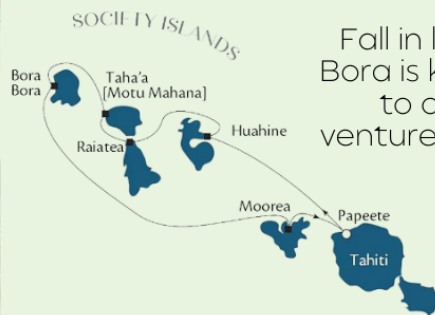 SOCIETY ISLANDS
Fall in
Bora is
to
venture
Bora
Bora
Taha'a
[Motu Mahana]
Raiatea
Huahine
Moorea
Papeete
Tahiti